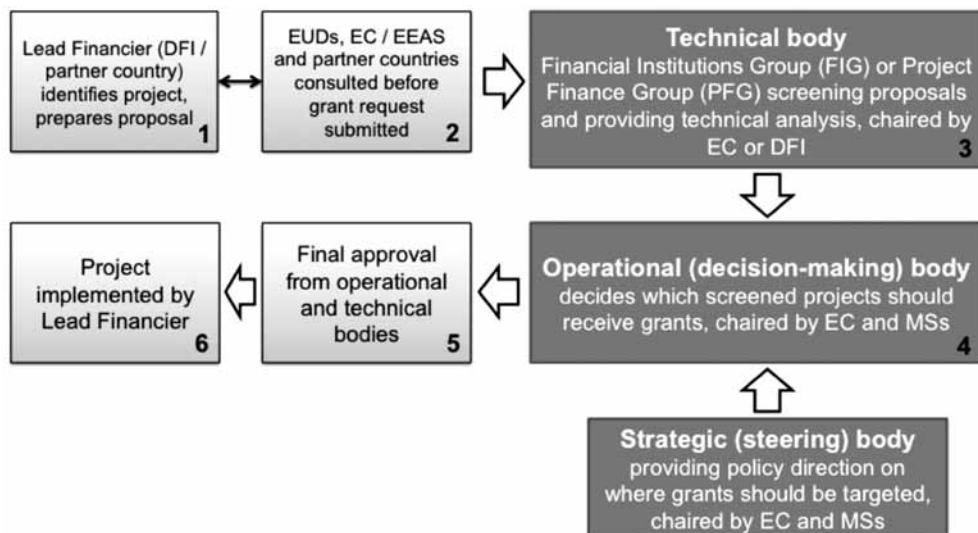 Lead Financier (DFI /
partner country)
identifies project,
prepares proposal
1
EUDs, EC / EEAS
and partner countries
consulted before
grant request
submitted
2
Technical body
Financial Institutions Group (FIG) or Project
Finance Group (PFG) screening proposals
and providing technical analysis, chaired by
EC or DFI
3
Operational (decision-making) body
decides which screened projects should
receive grants, chaired by EC and MSs
4
Final approval
from operational
and technical
bodies
5
Project
implemented by
Lead Financier
6
Strategic (steering) body
providing policy direction on
where grants should be targeted,
chaired by EC and MSs